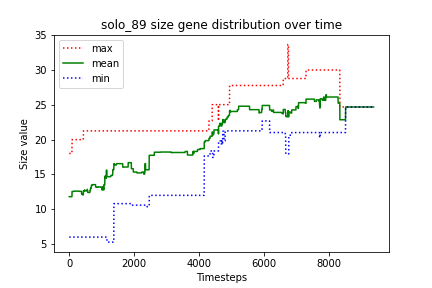 solo_89 size gene distribution over time
max
mean
min
Size value
35
30
25
20
15
10
5
0
2000
4000
6000
8000
Timesteps